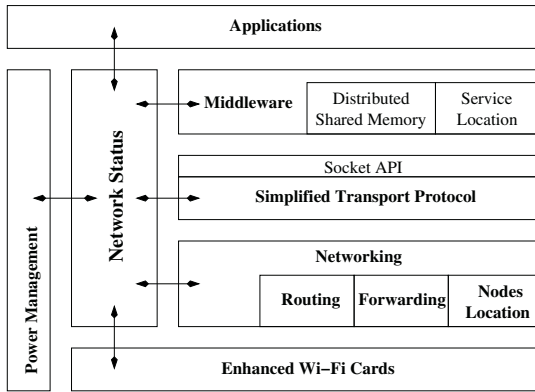 Applications
Power Management
Network Status
Middleware
Distributed
Shared Memory
Service
Location
Socket API
Simplified Transport Protocol
Networking
Routing
Forwarding
Nodes
Location
Enhanced Wi−Fi Cards